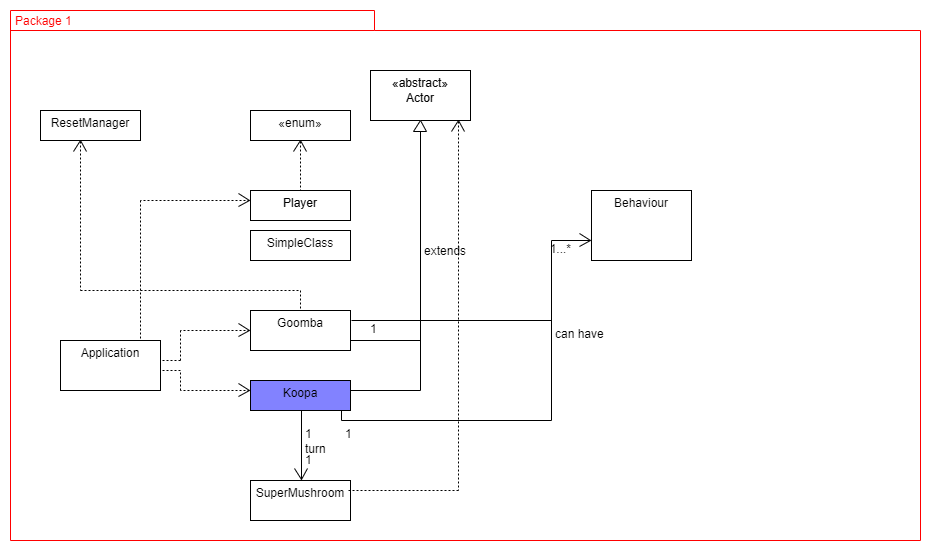 Package 1
«abstract»
Actor
ResetManager
«enum»
Player
Behaviour
SimpleClass
extends
1...*
Goomba
1
can have
Application
Koopa
1
1
turn
1
SuperMushroom